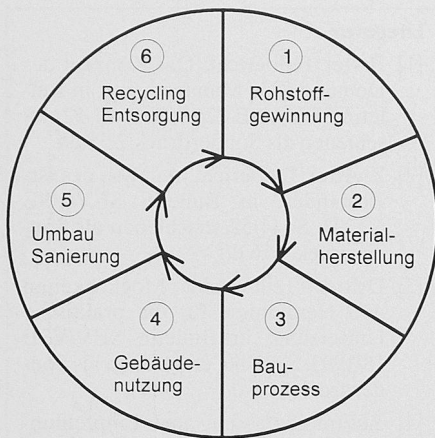 1
Rohstoff-
gewinnung
2
Material-
herstellung
3
Bau-
prozess
4
Gebäude-
nutzung
5
Umbau
Sanierung
6
Recycling
Entsorgung